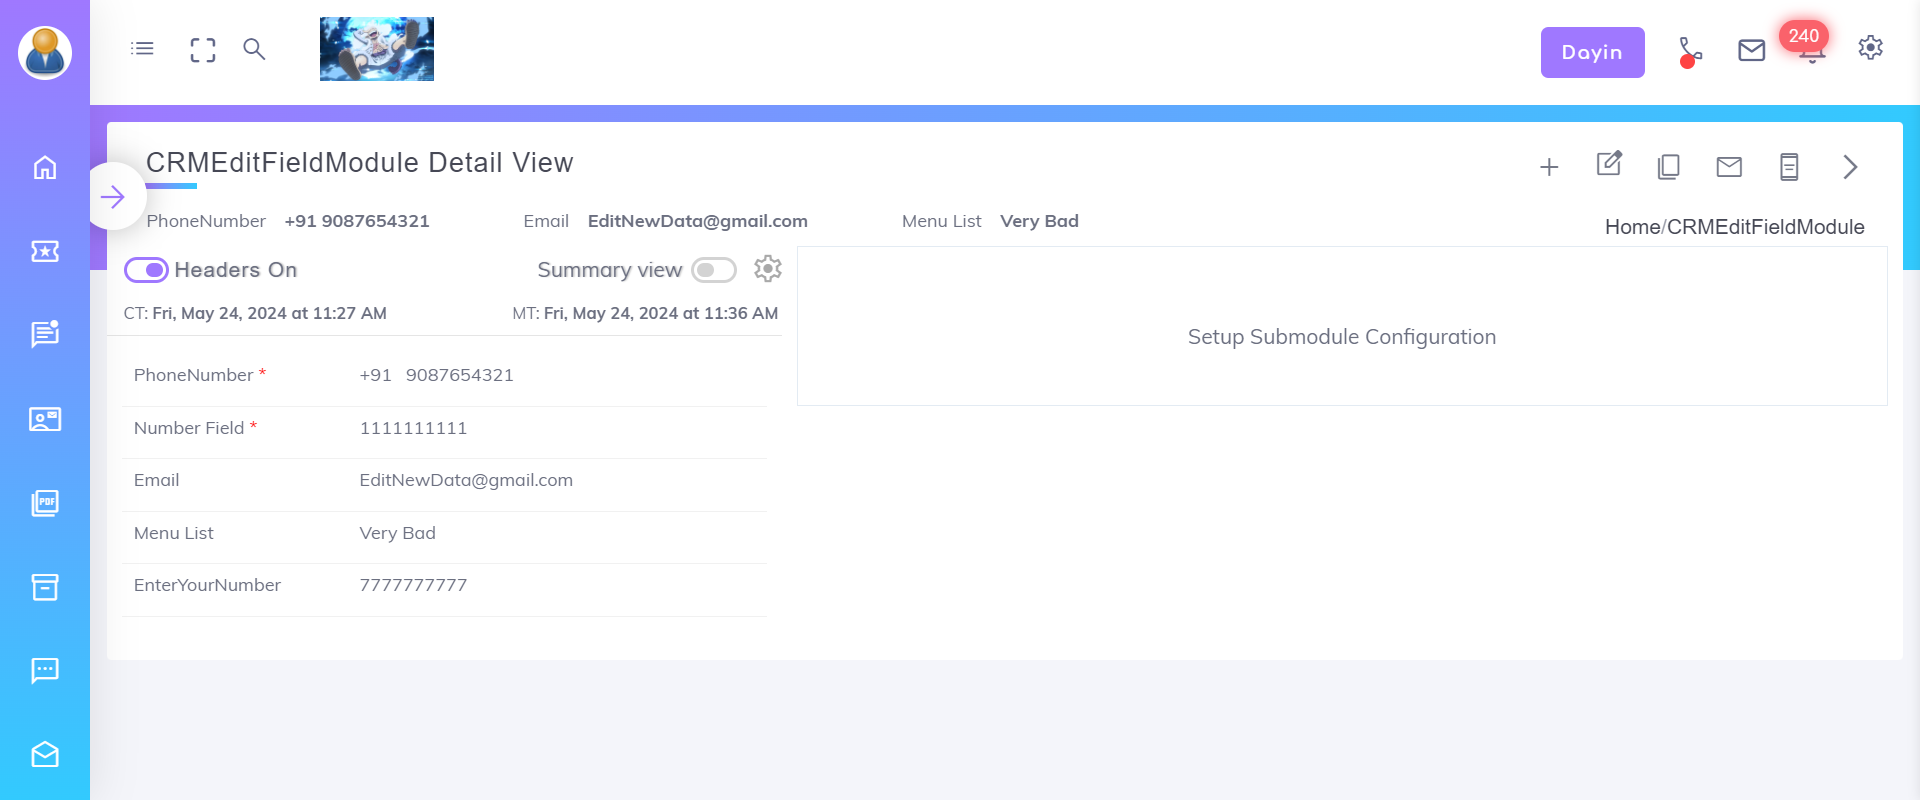 Dayin
240
CRMEditFieldModule Detail View
PhoneNumber +91 9087654321 Email EditNewData@gmail.com Menu List Very Bad
Home/CRMEditFieldModule
Headers On Summary view
CT: Fri, May 24, 2024 at 11:27 AM MT: Fri, May 24, 2024 at 11:36 AM
Setup Submodule Configuration
PhoneNumber * +91 9087654321
Number Field * 1111111111
Email EditNewData@gmail.com
Menu List Very Bad
EnterYourNumber 7777777777
PDF